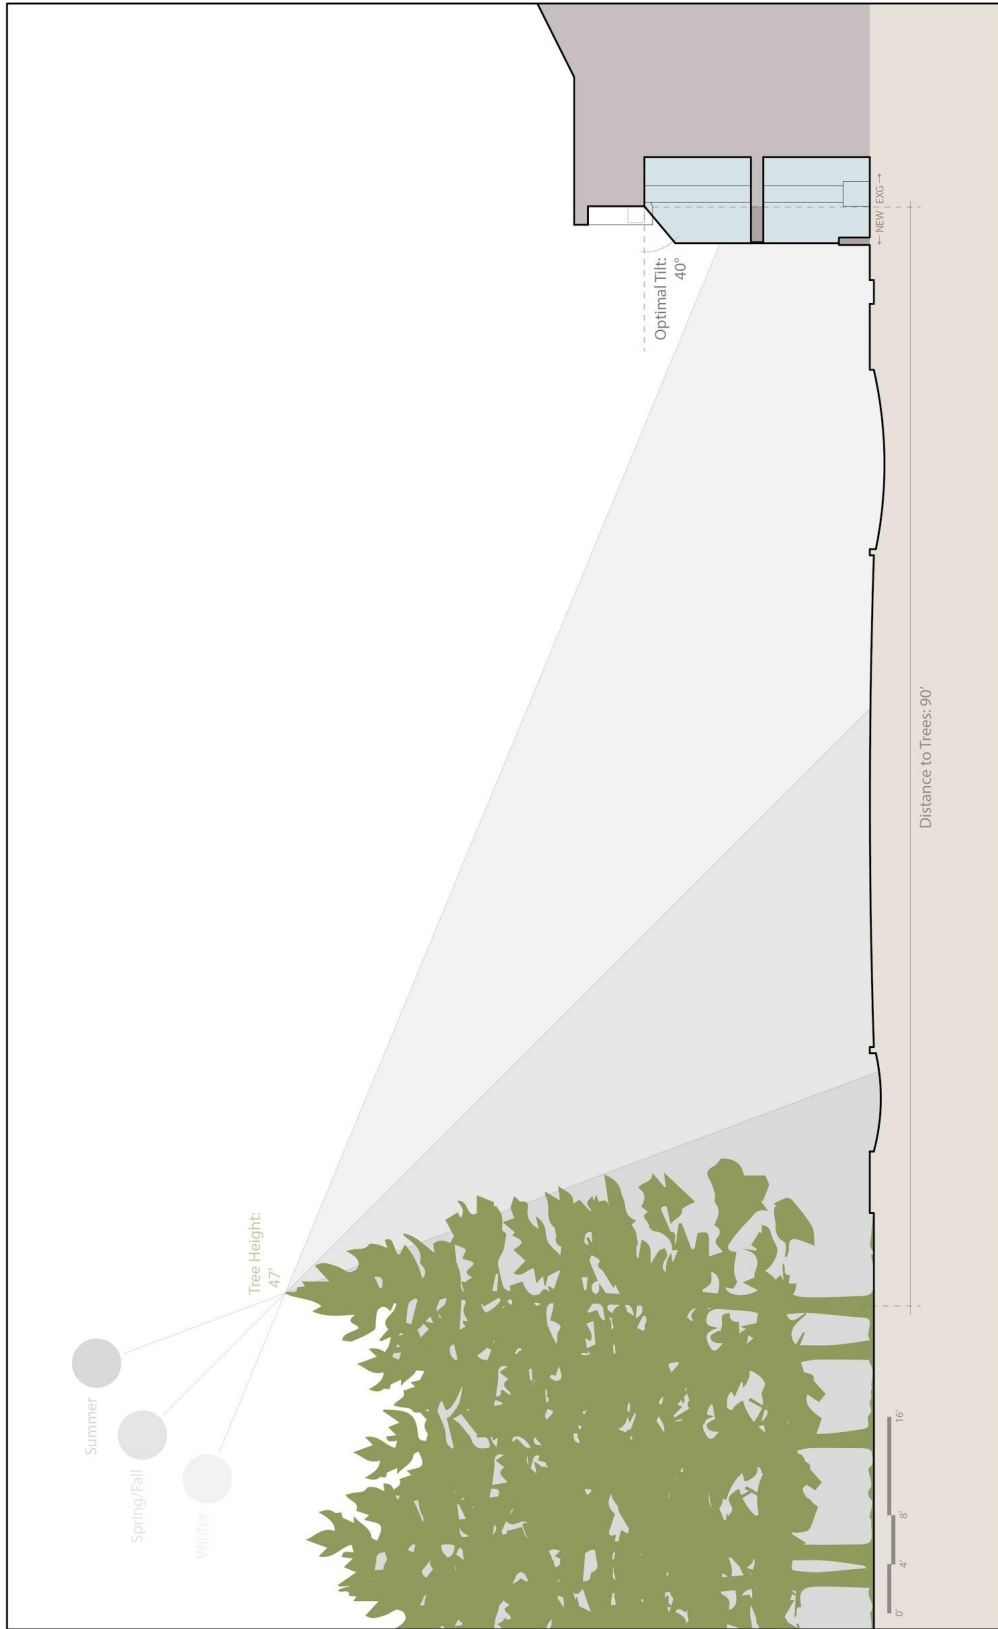 Summer
Spring/Fall
Winter
Tree Height:
47'
Optimal Tilt:
40°
← NEW
EXG →
Distance to Trees: 90'
0'
4'
8'
16'